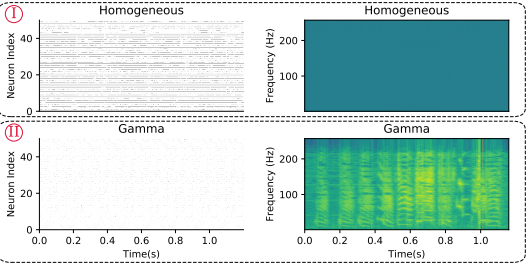 I
Homogeneous
Neuron Index
40
20
0
Time(s)
Homogeneous
Frequency (Hz)
200
100
Time(s)
II
Gamma
Neuron Index
40
20
0
0.0 0.2 0.4 0.6 0.8 1.0
Time(s)
Gamma
Frequency (Hz)
200
100
0.0 0.2 0.4 0.6 0.8 1.0
Time(s)